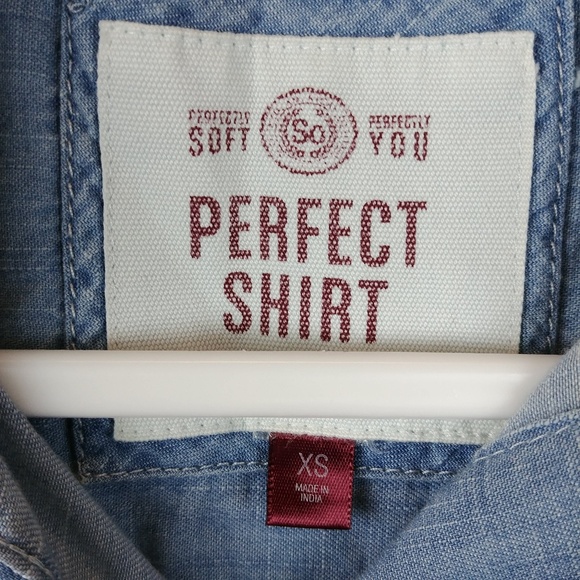 PERFECTLY SOFT
So
PERFECTLY YOU
PERFECT
SHIRT
XS
MADE IN
INDIA